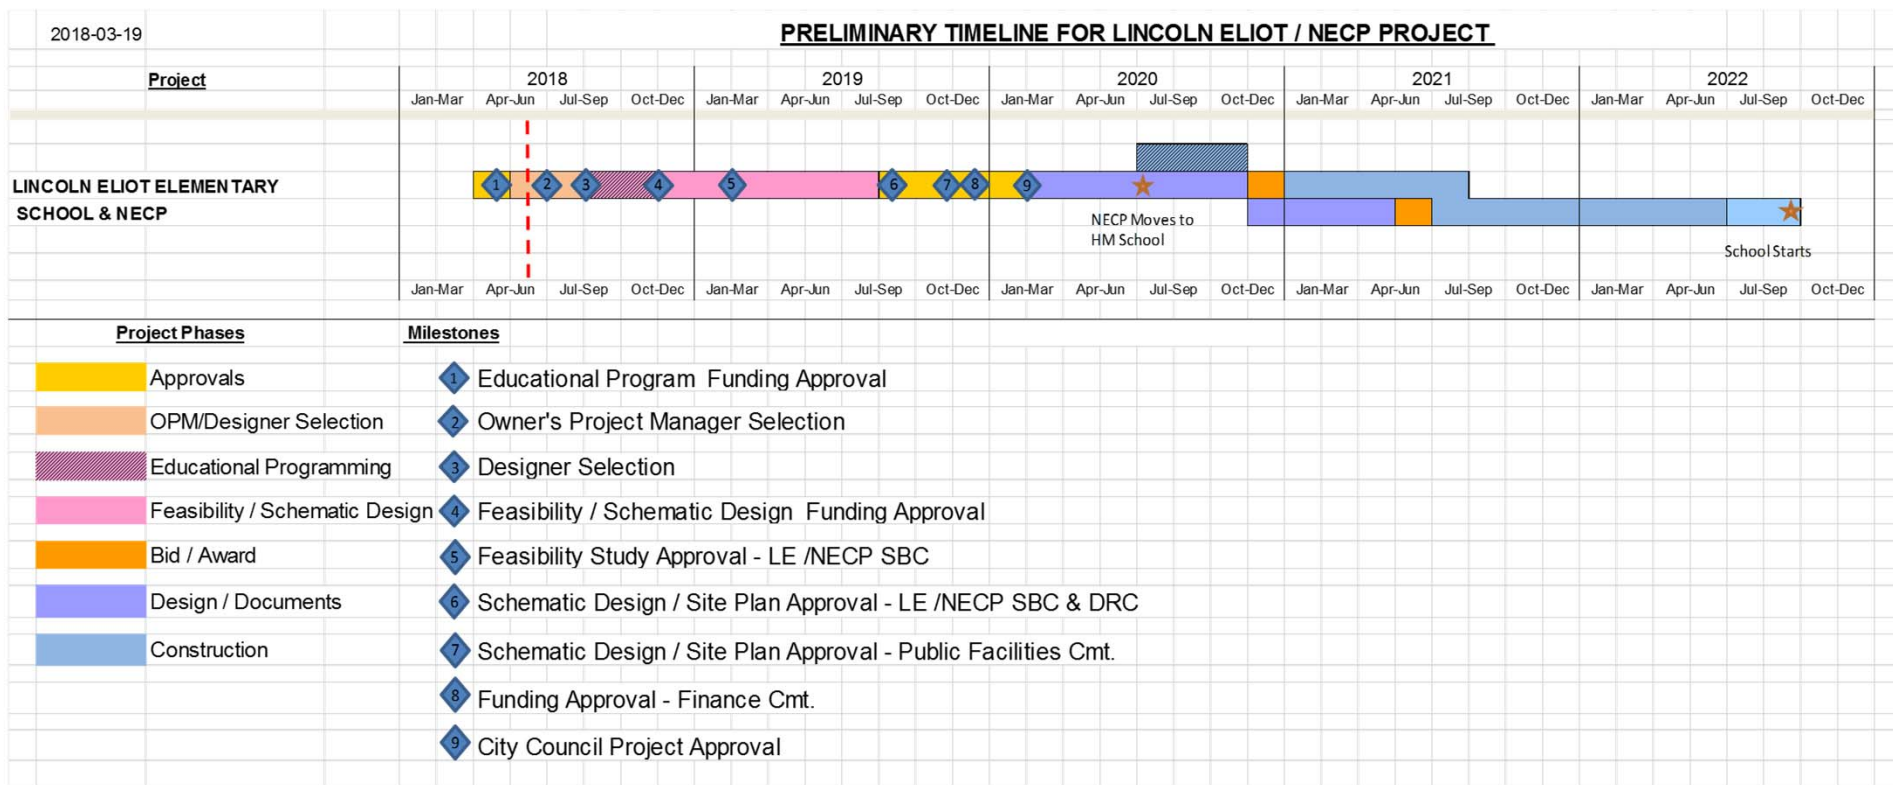 2018-03-19
PRELIMINARY TIMELINE FOR LINCOLN ELIOT / NECP PROJECT
Project
2018 2019 2020 2021 2022
Jan-Mar Apr-Jun Jul-Sep Oct-Dec Jan-Mar Apr-Jun Jul-Sep Oct-Dec Jan-Mar Apr-Jun Jul-Sep Oct-Dec Jan-Mar Apr-Jun Jul-Sep Oct-Dec Jan-Mar Apr-Jun Jul-Sep Oct-Dec
LINCOLN ELIOT ELEMENTARY
1 2 3 4 5 6 7 8 9
SCHOOL & NECP
NECP Moves to
HM School
School Starts
Jan-Mar Apr-Jun Jul-Sep Oct-Dec Jan-Mar Apr-Jun Jul-Sep Oct-Dec Jan-Mar Apr-Jun Jul-Sep Oct-Dec Jan-Mar Apr-Jun Jul-Sep Oct-Dec Jan-Mar Apr-Jun Jul-Sep Oct-Dec
Project Phases
Approvals
OPM/Designer Selection
Educational Programming
Feasibility / Schematic Design
Bid / Award
Design / Documents
Construction
Milestones
1 Educational Program Funding Approval
2 Owner's Project Manager Selection
3 Designer Selection
4 Feasibility / Schematic Design Funding Approval
5 Feasibility Study Approval - LE /NECP SBC
6 Schematic Design / Site Plan Approval - LE /NECP SBC & DRC
7 Schematic Design / Site Plan Approval - Public Facilities Cmt.
8 Funding Approval - Finance Cmt.
9 City Council Project Approval